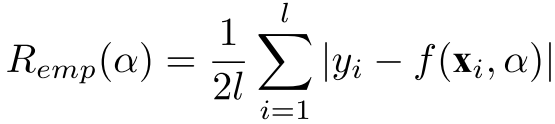 $R_{emp}(\alpha) = \frac{1}{2l} \sum_{i=1}^{l} |y_i - f(\mathbf{x}_i, \alpha)|$